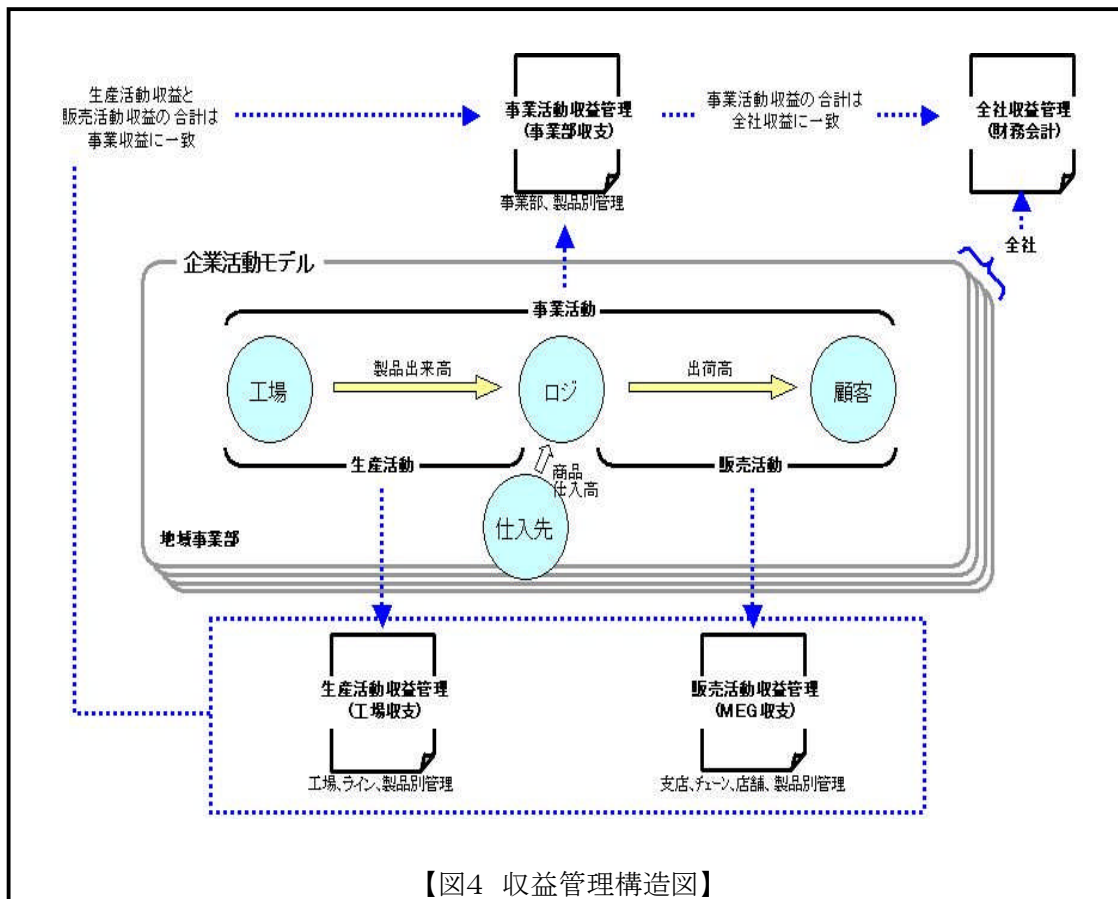 生産活動収益と
販売活動収益の合計は
事業収益に一致
事業活動収益管理
(事業部収支)
事業部、製品別管理
事業活動収益の合計は
全社収益に一致
全社収益管理
(財務会計)
全社
企業活動モデル
事業活動
工場
製品出来高
ロジ
出荷高
顧客
生産活動
商品
仕入高
販売活動
仕入先
地域事業部
生産活動収益管理
(工場収支)
工場、ライン、製品別管理
販売活動収益管理
(MEG収支)
支店、チェーン、店舗、製品別管理
【図4 収益管理構造図】